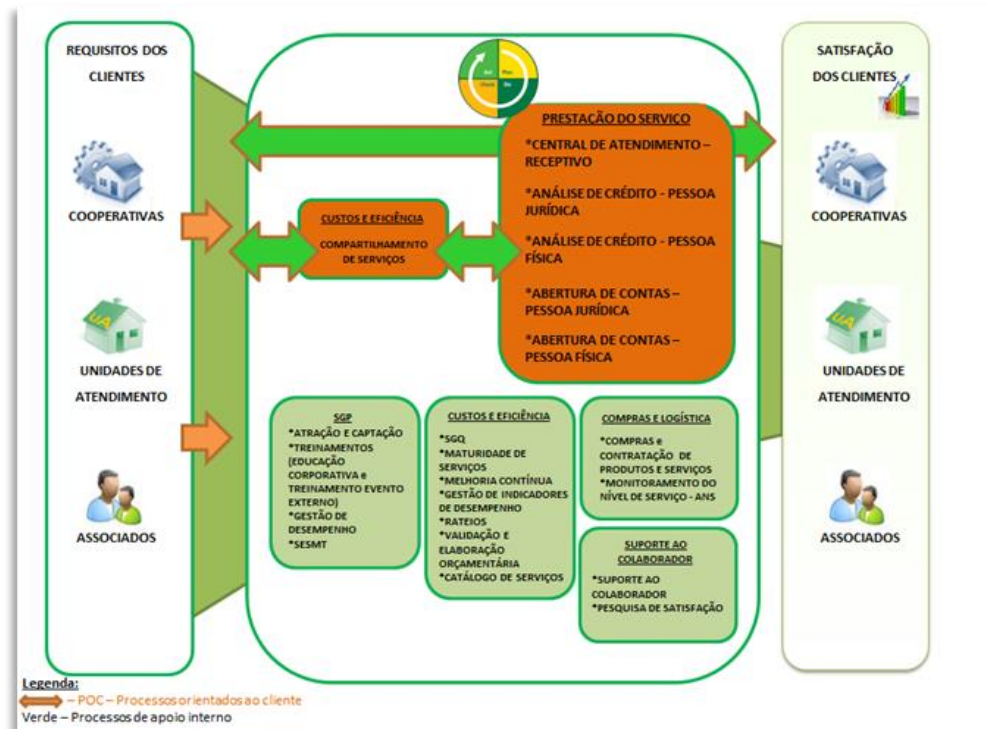 REQUISITOS DOS
CLIENTES
COOPERATIVAS
UA
UNIDADES DE
ATENDIMENTO
ASSOCIADOS
Act
Plan
Check
Do
PRESTAÇÃO DO SERVIÇO
*CENTRAL DE ATENDIMENTO –
RECEPTIVO
*ANÁLISE DE CRÉDITO - PESSOA
JURÍDICA
*ANÁLISE DE CRÉDITO - PESSOA
FÍSICA
*ABERTURA DE CONTAS –
PESSOA JURÍDICA
*ABERTURA DE CONTAS –
PESSOA FÍSICA
CUSTOS E EFICIÊNCIA
COMPARTILHAMENTO
DE SERVIÇOS
SGP
*ATRAÇÃO E CAPTAÇÃO
*TREINAMENTOS
(EDUCAÇÃO
CORPORATIVA e
TREINAMENTO EVENTO
EXTERNO)
*GESTÃO DE
DESEMPENHO
*SESMT
CUSTOS E EFICIÊNCIA
*SGQ
*MATURIDADE DE
SERVIÇOS
*MELHORIA CONTÍNUA
*GESTÃO DE INDICADORES
DE DESEMPENHO
*RATEIOS
*VALIDAÇÃO E
ELABORAÇÃO
ORÇAMENTÁRIA
*CATÁLOGO DE SERVIÇOS
COMPRAS E LOGÍSTICA
*COMPRAS e
CONTRATAÇÃO DE
PRODUTOS E SERVIÇOS
*MONITORAMENTO DO
NÍVEL DE SERVIÇO - ANS
SUPORTE AO
COLABORADOR
*SUPORTE AO
COLABORADOR
*PESQUISA DE SATISFAÇÃO
SATISFAÇÃO
DOS CLIENTES
COOPERATIVAS
UA
UNIDADES DE
ATENDIMENTO
ASSOCIADOS
Legenda:
– POC – Processos orientados ao cliente
Verde – Processos de apoio interno